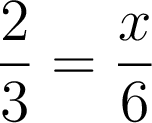 2/3 = x/6